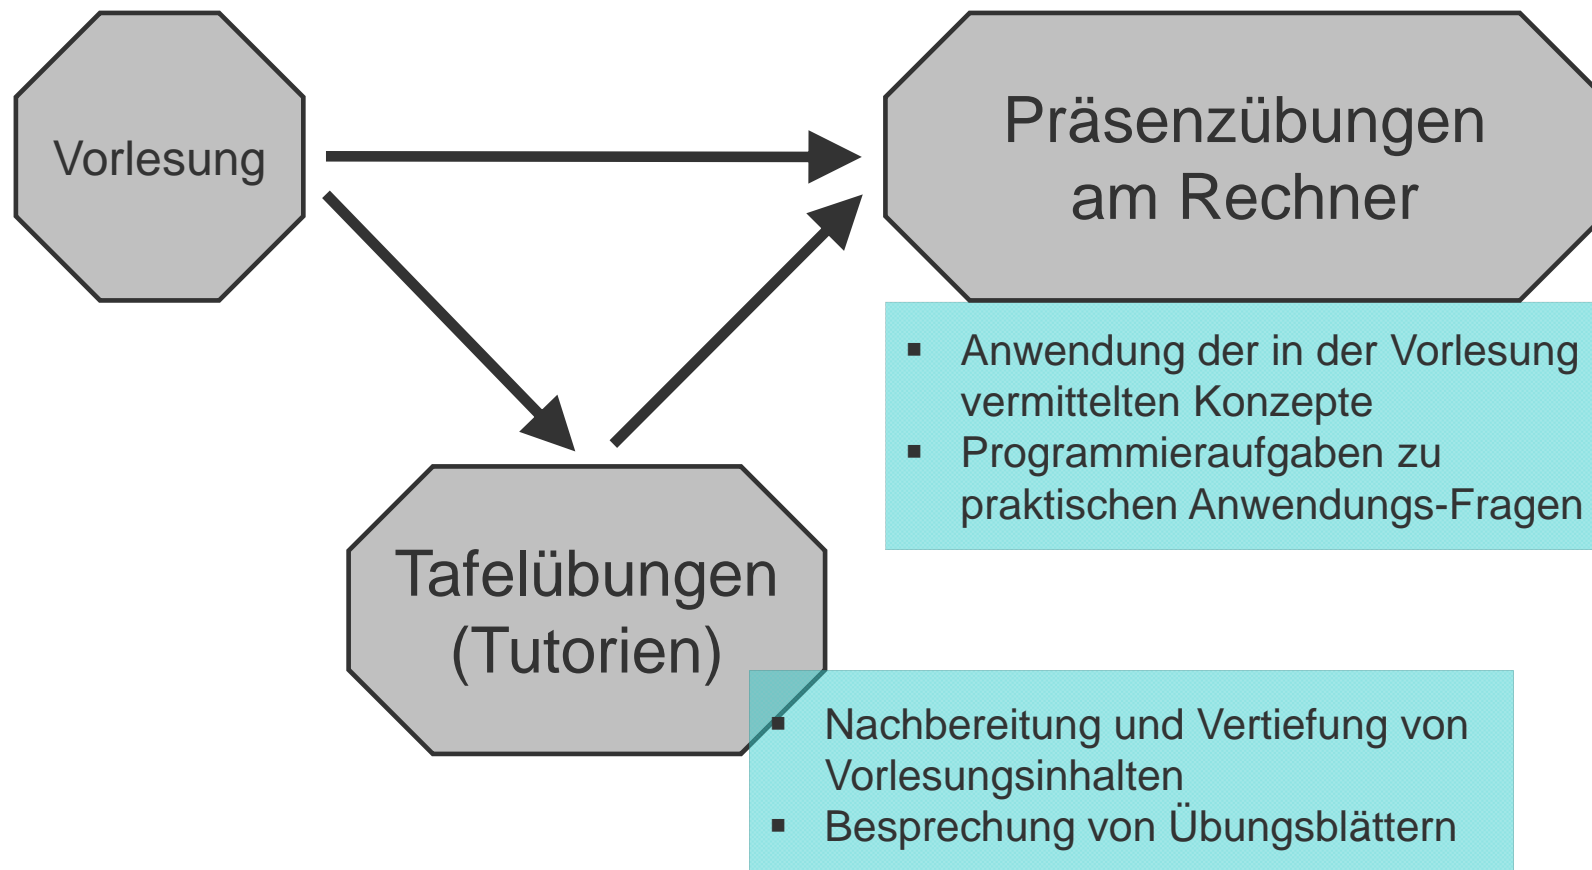 Vorlesung
Präsenzübungen
am Rechner
▪ Anwendung der in der Vorlesung
vermittelten Konzepte
▪ Programmieraufgaben zu
praktischen Anwendungs-Fragen
Tafelübungen
(Tutorien)
▪ Nachbereitung und Vertiefung von
Vorlesungsinhalten
▪ Besprechung von Übungsblättern